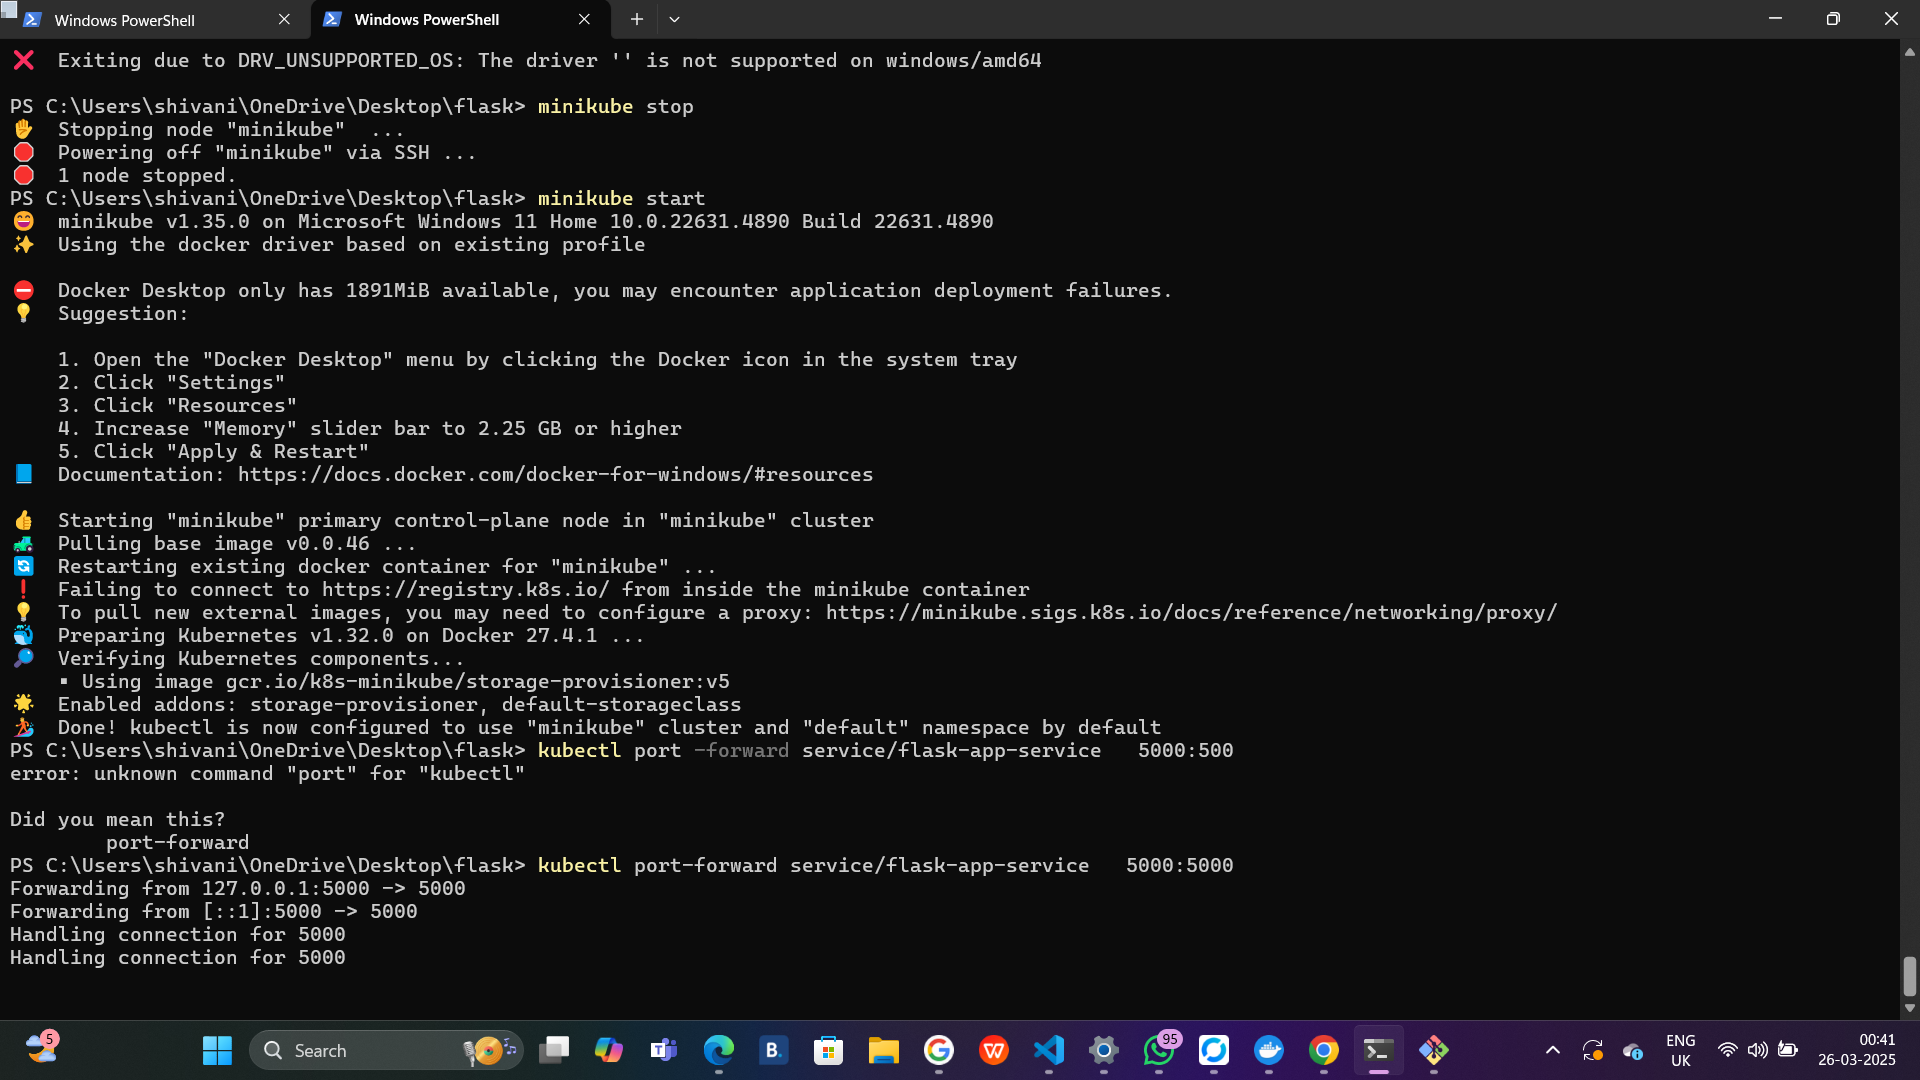 Windows PowerShell
Windows PowerShell
Exiting due to DRV_UNSUPPORTED_OS: The driver '' is not supported on windows/amd64
PS C:\Users\shivani\OneDrive\Desktop\flask> minikube stop
Stopping node "minikube"  ...
Powering off "minikube" via SSH ...
1 node stopped.
PS C:\Users\shivani\OneDrive\Desktop\flask> minikube start
minikube v1.35.0 on Microsoft Windows 11 Home 10.0.22631.4890 Build 22631.4890
Using the docker driver based on existing profile
Docker Desktop only has 1891MiB available, you may encounter application deployment failures.
Suggestion:
1. Open the "Docker Desktop" menu by clicking the Docker icon in the system tray
2. Click "Settings"
3. Click "Resources"
4. Increase "Memory" slider bar to 2.25 GB or higher
5. Click "Apply & Restart"
Documentation: https://docs.docker.com/docker-for-windows/#resources
Starting "minikube" primary control-plane node in "minikube" cluster
Pulling base image v0.0.46 ...
Restarting existing docker container for "minikube" ...
Failing to connect to https://registry.k8s.io/ from inside the minikube container
To pull new external images, you may need to configure a proxy: https://minikube.sigs.k8s.io/docs/reference/networking/proxy/
Preparing Kubernetes v1.32.0 on Docker 27.4.1 ...
Verifying Kubernetes components...
▪ Using image gcr.io/k8s-minikube/storage-provisioner:v5
Enabled addons: storage-provisioner, default-storageclass
Done! kubectl is now configured to use "minikube" cluster and "default" namespace by default
PS C:\Users\shivani\OneDrive\Desktop\flask> kubectl port -forward service/flask-app-service   5000:500
error: unknown command "port" for "kubectl"
Did you mean this?
port-forward
PS C:\Users\shivani\OneDrive\Desktop\flask> kubectl port-forward service/flask-app-service   5000:5000
Forwarding from 127.0.0.1:5000 -> 5000
Forwarding from [::1]:5000 -> 5000
Handling connection for 5000
Handling connection for 5000
5
Search
B.
95
ENG
UK
00:41
26-03-2025